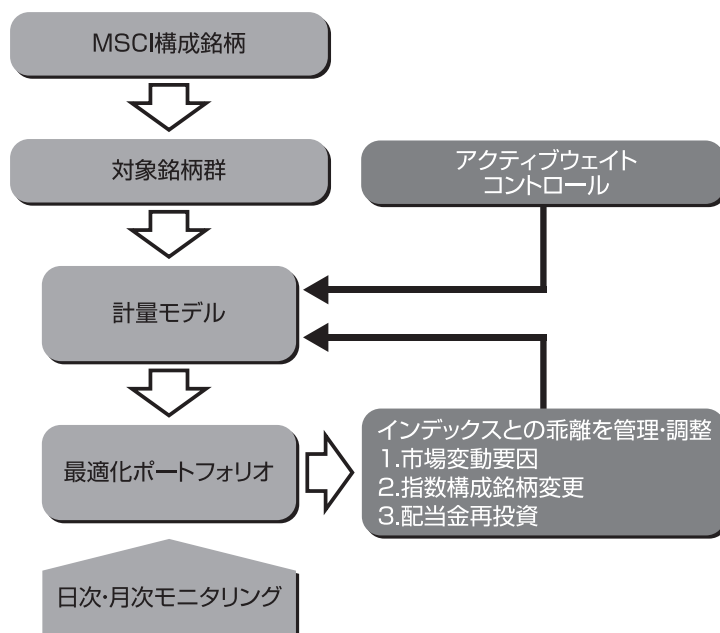 MSCI構成銘柄
対象銘柄群
アクティブウェイト
コントロール
計量モデル
最適化ポートフォリオ
インデックスとの乖離を管理・調整
1.市場変動要因
2.指数構成銘柄変更
3.配当金再投資
日次・月次モニタリング